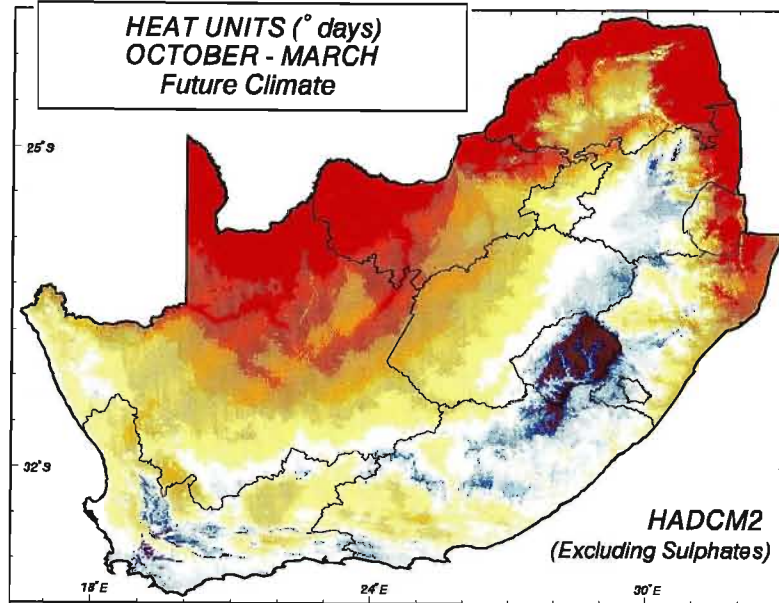 HEAT UNITS (° days)
OCTOBER - MARCH
Future Climate
25°S
32°S
HADCM2
(Excluding Sulphates)
18°E
24°E
30°E